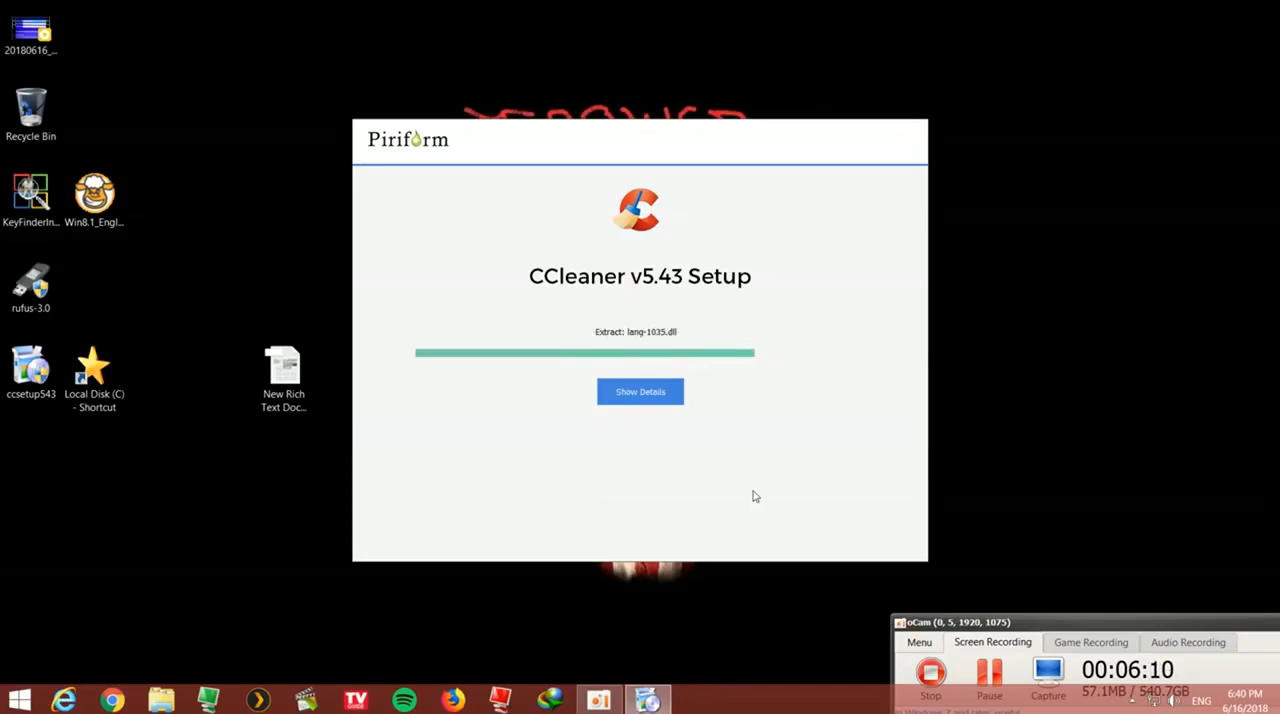 20180616_...
Recycle Bin
KeyFinderIn...
Win8.1_Engl...
rufus-3.0
ccsetup543
Local Disk (C)
- Shortcut
New Rich
Text Doc...
Piriform
CCleaner v5.43 Setup
Extract: lang-1035.dll
Show Details
oCam (0, 5, 1920, 1075)
Menu
Screen Recording
Game Recording
Audio Recording
Stop
Pause
Capture
00:06:10
57.1MB / 540.7GB
TV
GUIDE
ENG
6:40 PM
6/16/2018